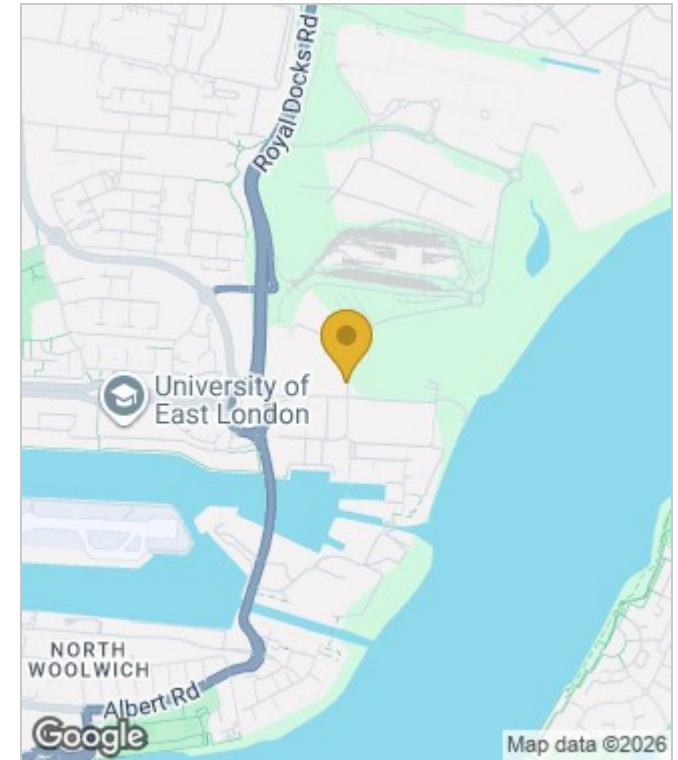 Royal Docks Rd
University of
East London
NORTH
WOOLWICH
Albert Rd
Google
Map data ©2026